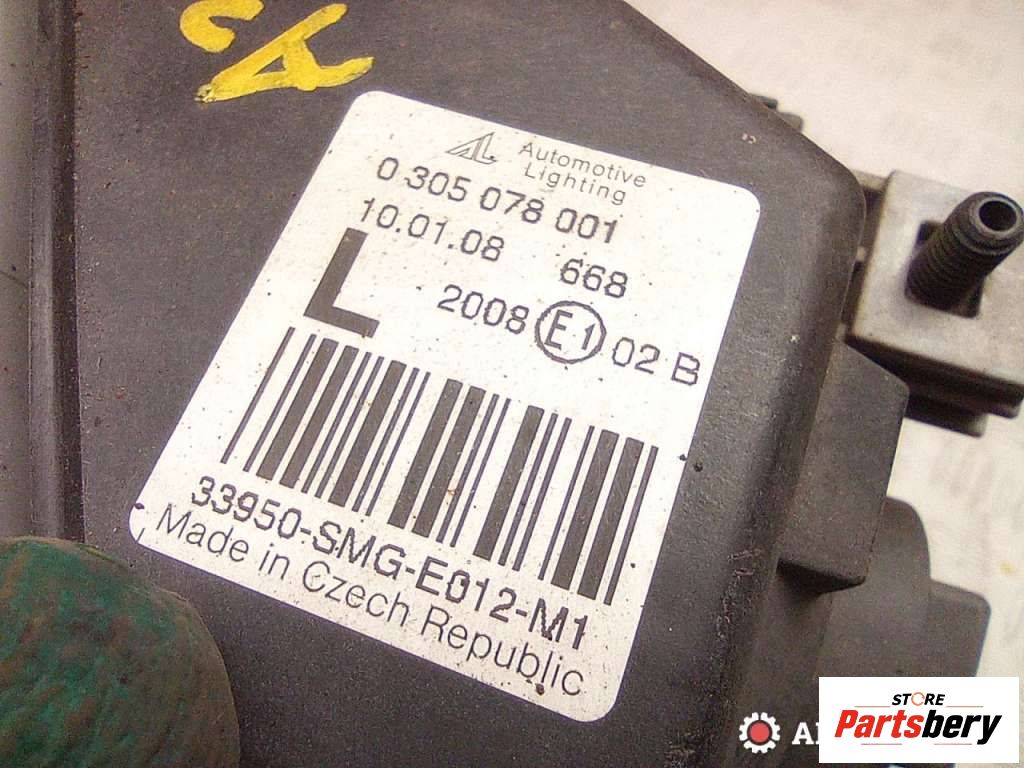 AL Automotive
Lighting
0 305 078 001
10.01.08 668
L
2008 E1 02 B
33950-SMG-E012-M1
Made in Czech Republic
STORE
Partsbery